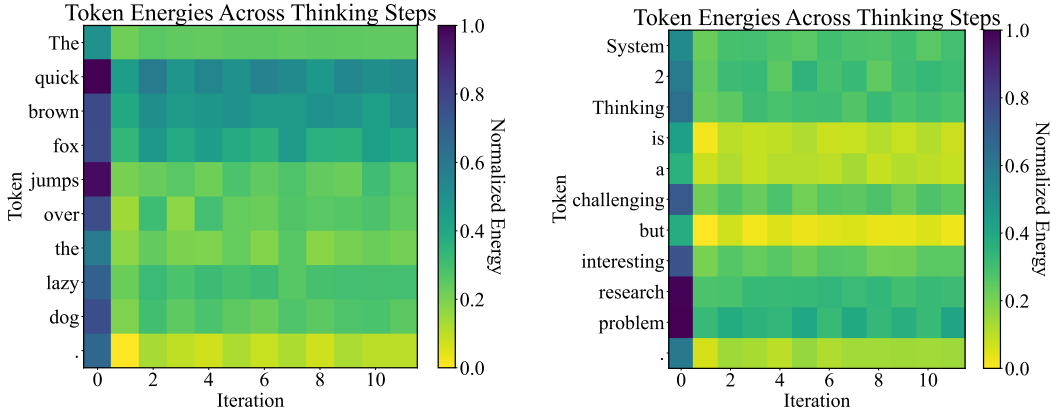 Token Energies Across Thinking Steps
The
quick
brown
fox
jumps
over
the
lazy
dog
.
Token
0
2
4
6
8
10
Iteration
1.0
0.8
0.6
0.4
0.2
0.0
Normalized Energy
Token Energies Across Thinking Steps
System
2
Thinking
is
a
challenging
but
interesting
research
problem
.
Token
0
2
4
6
8
10
Iteration
1.0
0.8
0.6
0.4
0.2
0.0
Normalized Energy